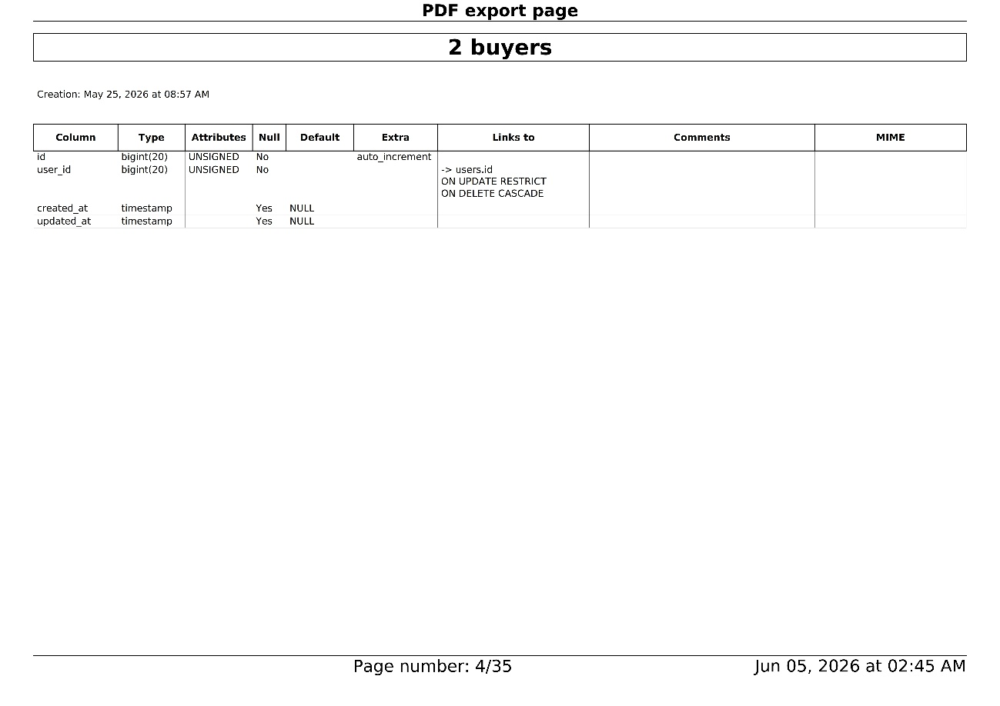 PDF export page
2 buyers
Creation: May 25, 2026 at 08:57 AM
Column Type Attributes Null Default Extra Links to Comments MIME
id bigint(20) UNSIGNED No auto_increment
user_id bigint(20) UNSIGNED No -> users.id
ON UPDATE RESTRICT
ON DELETE CASCADE
created_at timestamp Yes NULL
updated_at timestamp Yes NULL
Page number: 4/35 Jun 05, 2026 at 02:45 AM